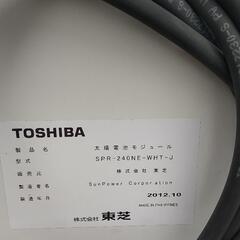 TOSHIBA
製品名 太陽電池モジュール
型式 SPR-240NE-WHT-J
販売元 株式会社 東芝
製造者名 SunPower Corporation
製造年月 2012.10
MADE IN PHILIPPINES
株式会社 東芝